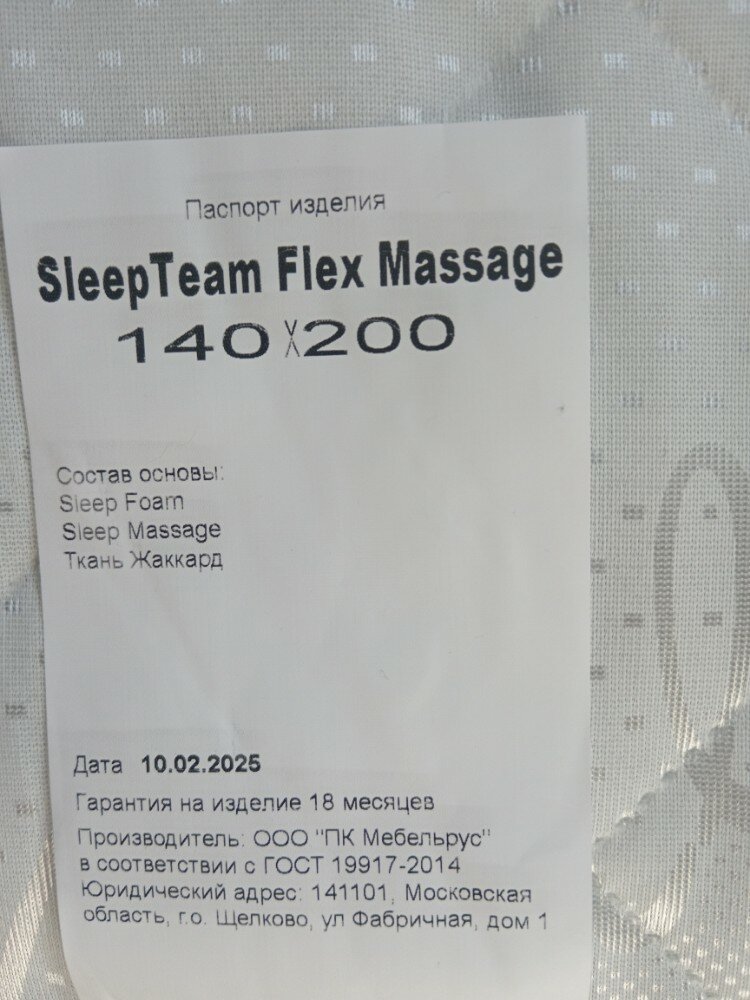 Паспорт изделия
SleepTeam Flex Massage
140 x 200
Состав основы:
Sleep Foam
Sleep Massage
Ткань Жаккард
Дата 10.02.2025
Гарантия на изделие 18 месяцев
Производитель: ООО "ПК Мебельрус"
в соответствии с ГОСТ 19917-2014
Юридический адрес: 141101, Московская
область, г.о. Щелково, ул Фабричная, дом 1